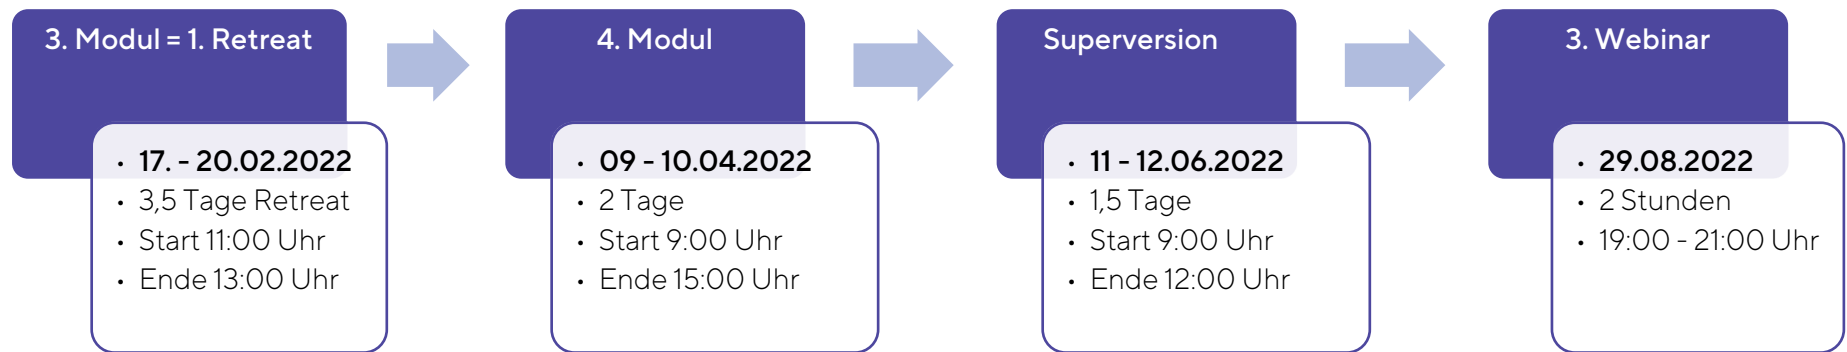 3. Modul = 1. Retreat
• 17. - 20.02.2022
• 3,5 Tage Retreat
• Start 11:00 Uhr
• Ende 13:00 Uhr
4. Modul
• 09 - 10.04.2022
• 2 Tage
• Start 9:00 Uhr
• Ende 15:00 Uhr
Superversion
• 11 - 12.06.2022
• 1,5 Tage
• Start 9:00 Uhr
• Ende 12:00 Uhr
3. Webinar
• 29.08.2022
• 2 Stunden
• 19:00 - 21:00 Uhr